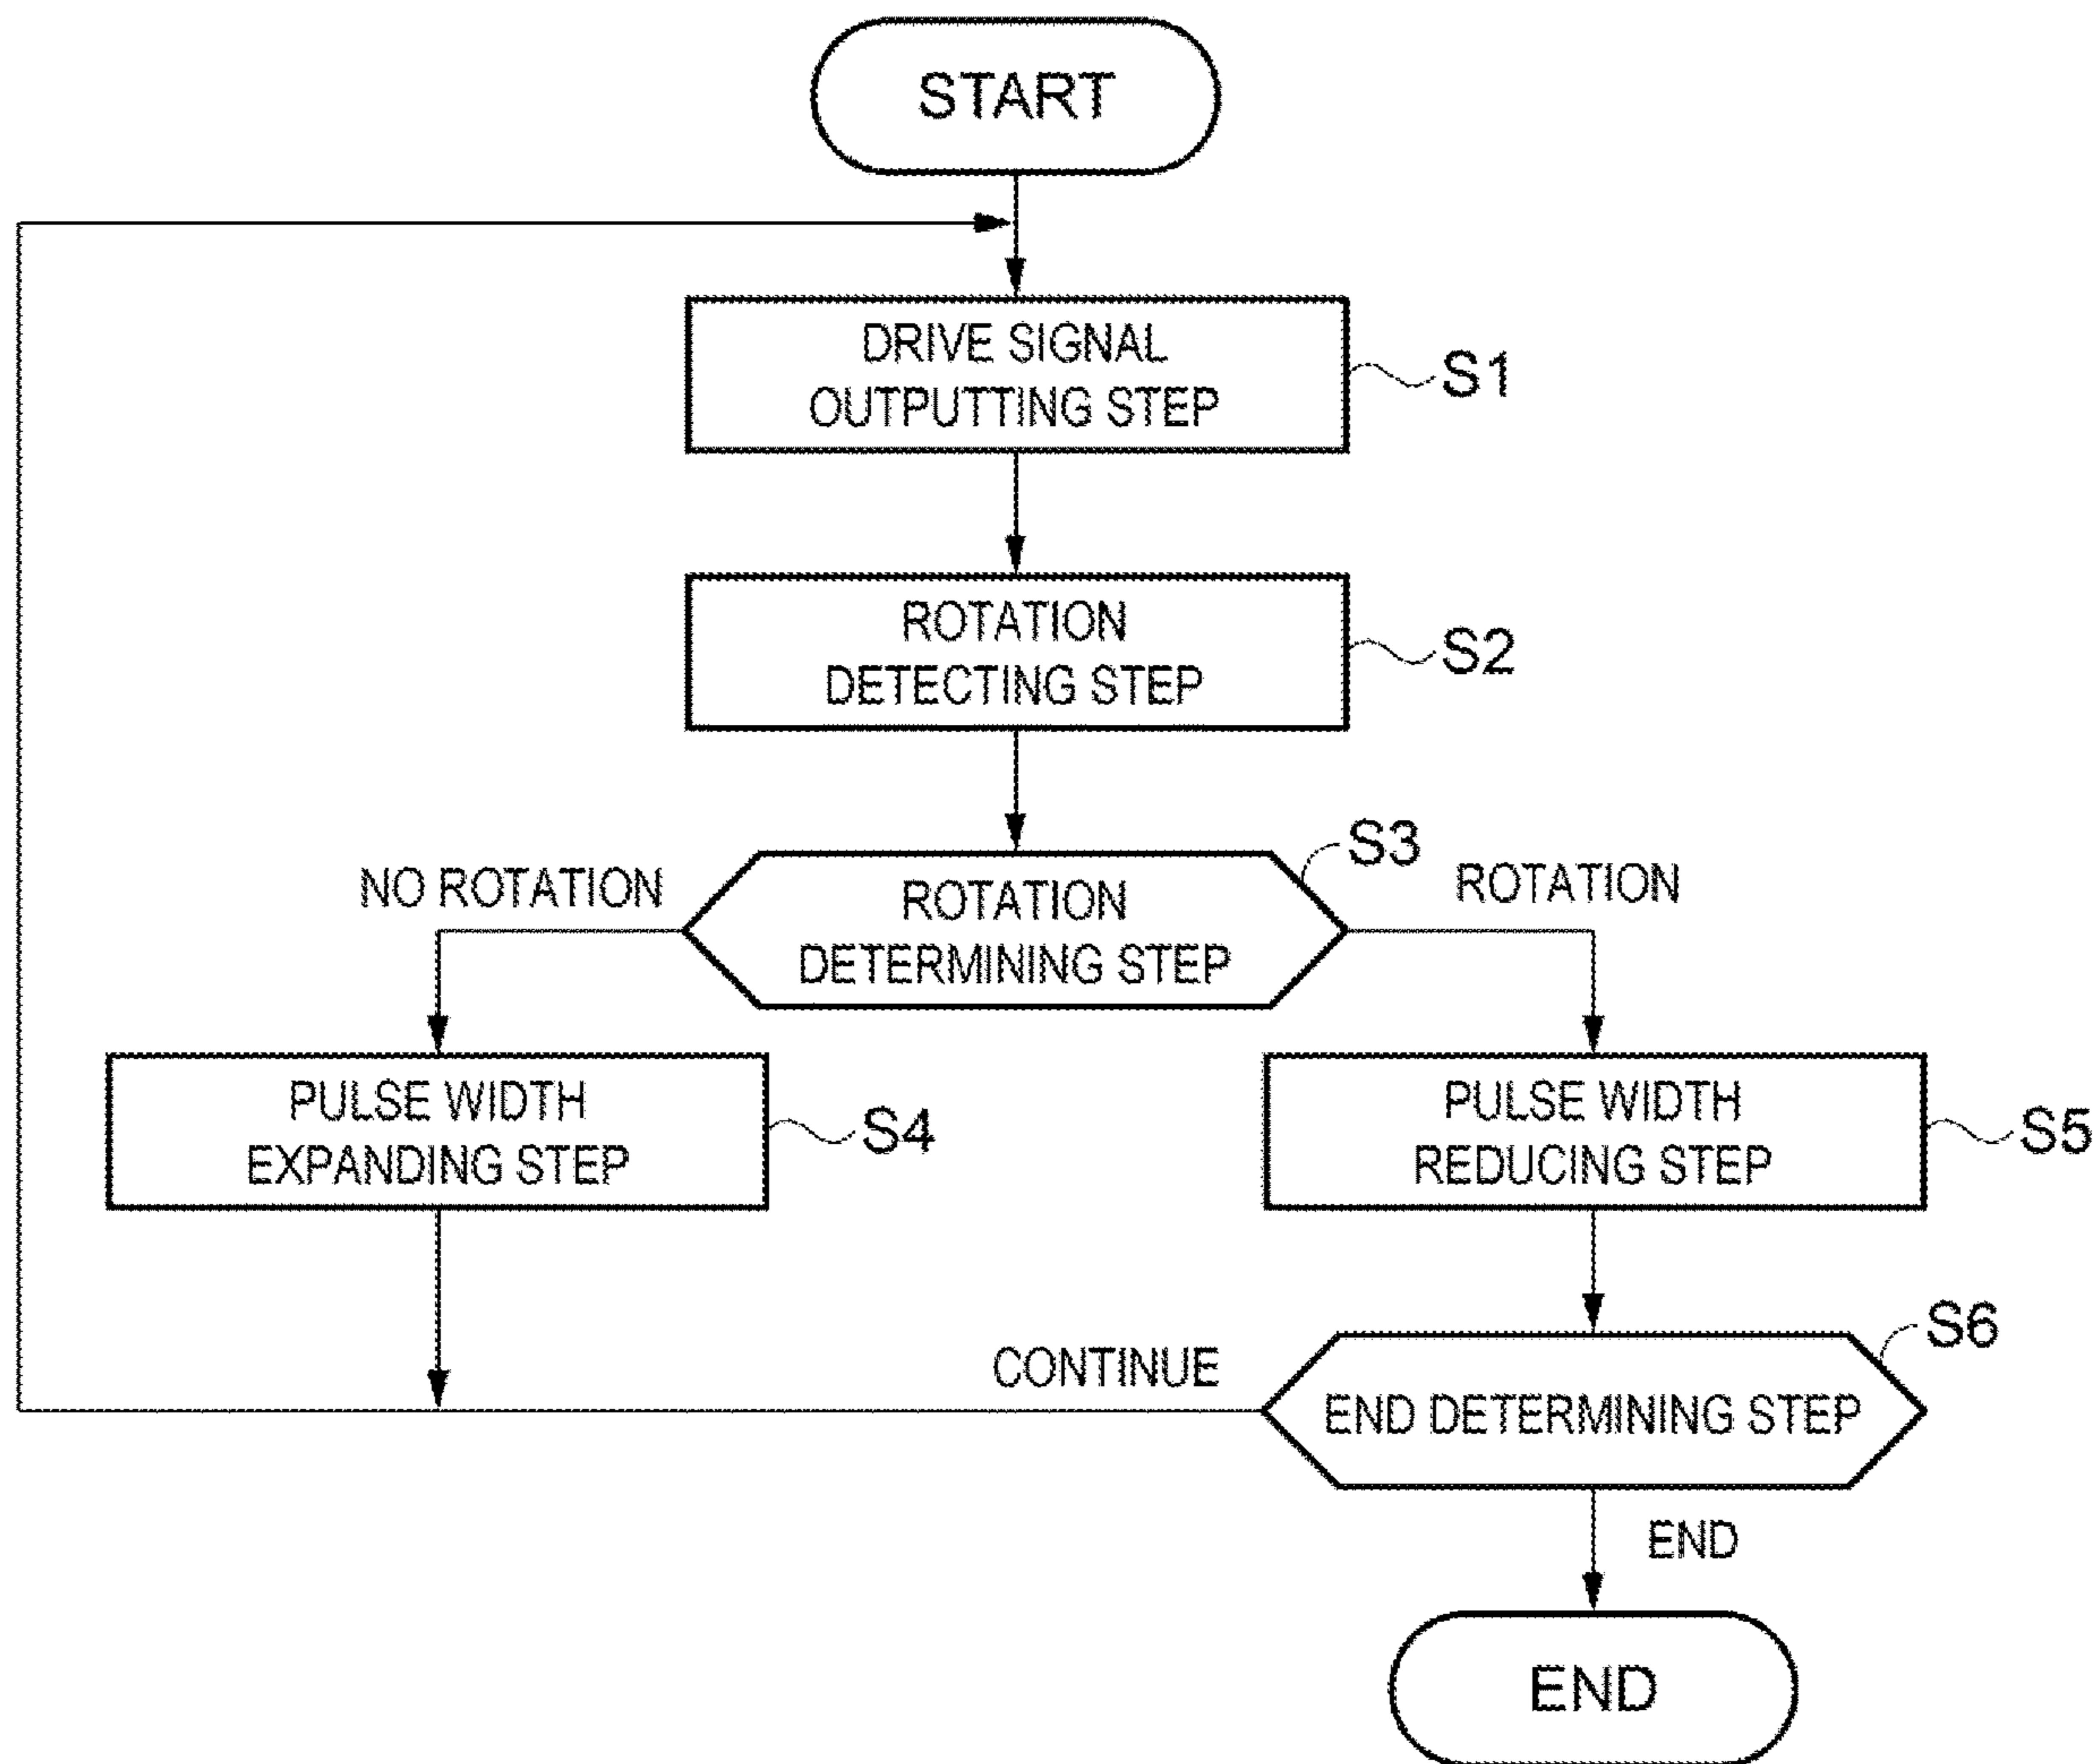 START
DRIVE SIGNAL
OUTPUTTING STEP
S1
ROTATION
DETECTING STEP
S2
S3
NO ROTATION
ROTATION
DETERMINING STEP
ROTATION
PULSE WIDTH
EXPANDING STEP
S4
PULSE WIDTH
REDUCING STEP
S5
S6
CONTINUE
END DETERMINING STEP
END
END